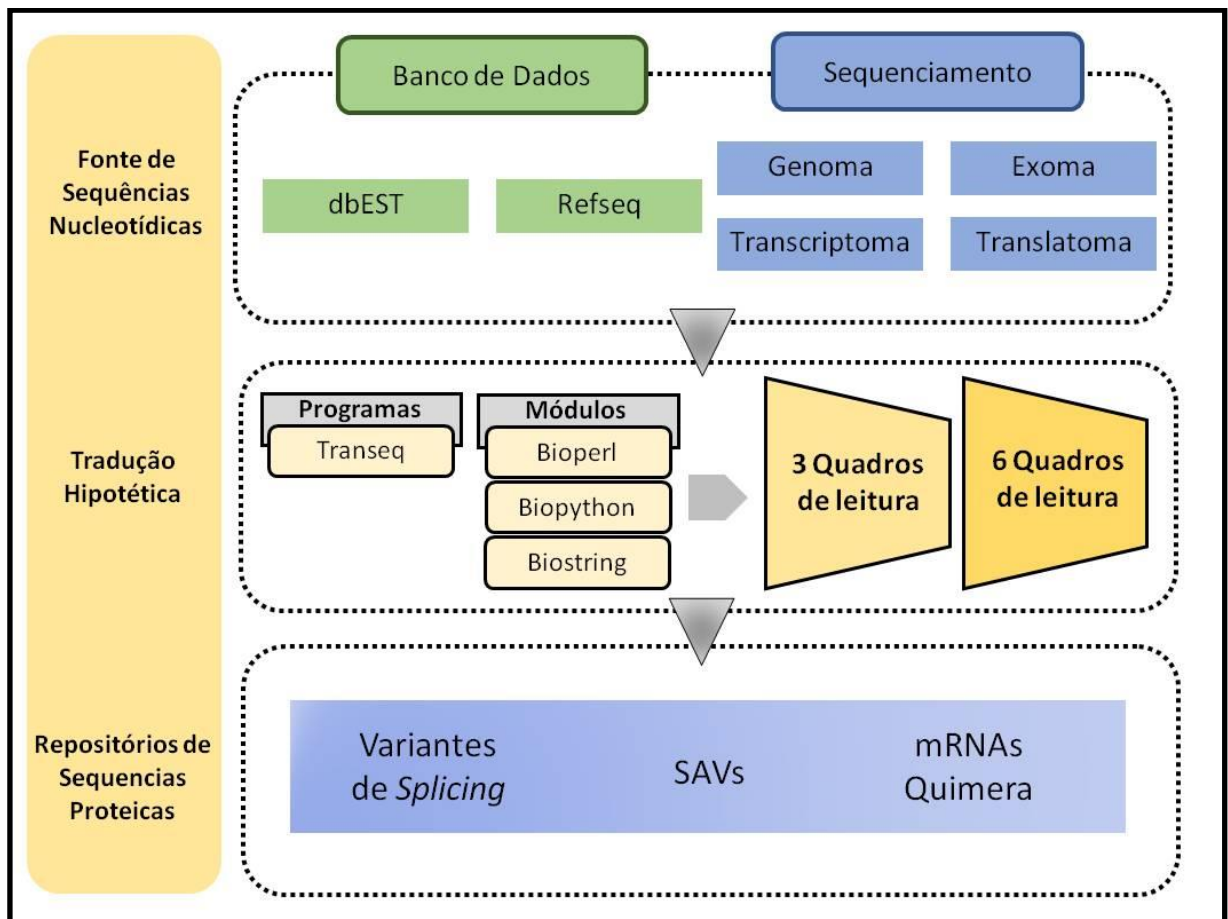 Banco de Dados
Sequenciamento
Fonte de
Sequências
Nucleotídicas
dbEST
Refseq
Genoma
Exoma
Transcriptoma
Translatoma
Tradução
Hipotética
Programas
Transeq
Módulos
Bioperl
Biopython
Biostring
3 Quadros
de leitura
6 Quadros
de leitura
Repositórios de
Sequencias
Proteicas
Variantes
de Splicing
SAVs
mRNAs
Quimera